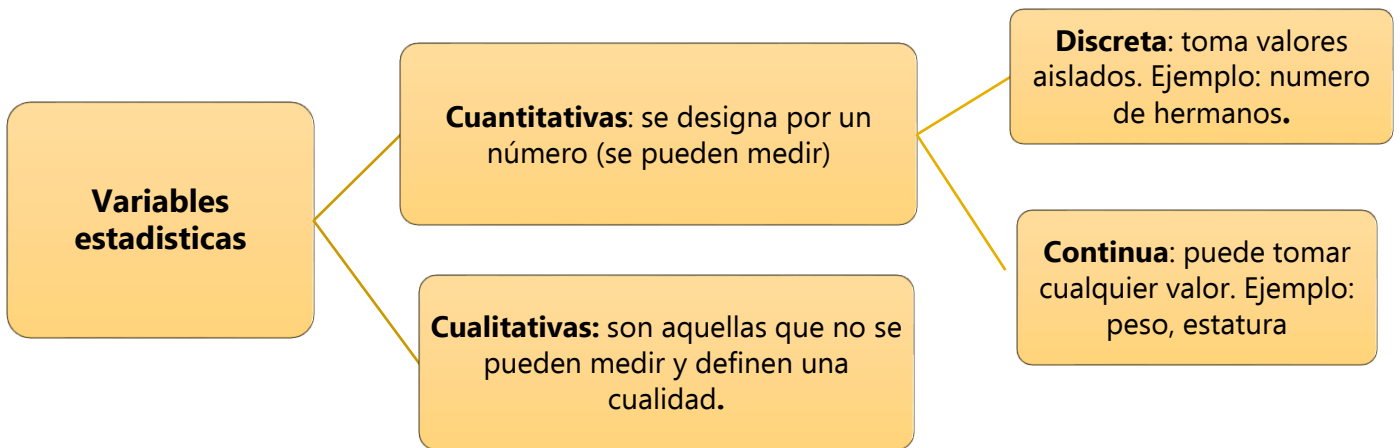 Variables
estadisticas
Cuantitativas: se designa por un
número (se pueden medir)
Discreta: toma valores
aislados. Ejemplo: numero
de hermanos.
Continua: puede tomar
cualquier valor. Ejemplo:
peso, estatura
Cualitativas: son aquellas que no se
pueden medir y definen una
cualidad.